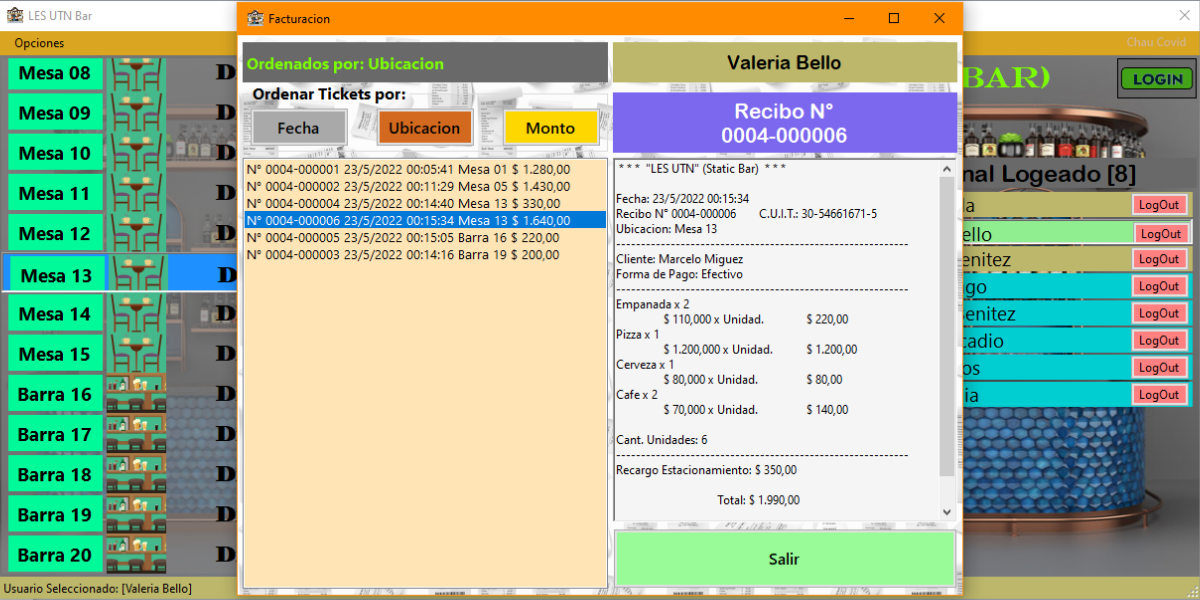 LES UTN Bar
Opciones
Chau Covid
Mesa 08
D
Mesa 09
D
Mesa 10
D
Mesa 11
D
Mesa 12
D
Mesa 13
D
Mesa 14
D
Mesa 15
D
Barra 16
D
Barra 17
D
Barra 18
D
Barra 19
D
Barra 20
D
Usuario Seleccionado: [Valeria Bello]
Facturacion
Ordenados por: Ubicacion
Ordenar Tickets por:
Fecha
Ubicacion
Monto
N° 0004-000001 23/5/2022 00:05:41 Mesa 01 $ 1.280,00
N° 0004-000002 23/5/2022 00:11:29 Mesa 05 $ 1.430,00
N° 0004-000004 23/5/2022 00:14:40 Mesa 13 $ 330,00
N° 0004-000006 23/5/2022 00:15:34 Mesa 13 $ 1.640,00
N° 0004-000005 23/5/2022 00:15:05 Barra 16 $ 220,00
N° 0004-000003 23/5/2022 00:14:16 Barra 19 $ 200,00
Valeria Bello
Recibo N°
0004-000006
* * * "LES UTN" (Static Bar) * * *
Fecha: 23/5/2022 00:15:34
Recibo N° 0004-000006 C.U.I.T.: 30-54661671-5
Ubicacion: Mesa 13
Cliente: Marcelo Miguez
Forma de Pago: Efectivo
Empanada x 2
$ 110,000 x Unidad. $ 220,00
Pizza x 1
$ 1.200,000 x Unidad. $ 1.200,00
Cerveza x 1
$ 80,000 x Unidad. $ 80,00
Cafe x 2
$ 70,000 x Unidad. $ 140,00
Cant. Unidades: 6
Recargo Estacionamiento: $ 350,00
Total: $ 1.990,00
Salir
BAR)
LOGIN
nal Logeado [8]
la LogOut
ello LogOut
enitez LogOut
go LogOut
enitez LogOut
cadio LogOut
os LogOut
ia LogOut